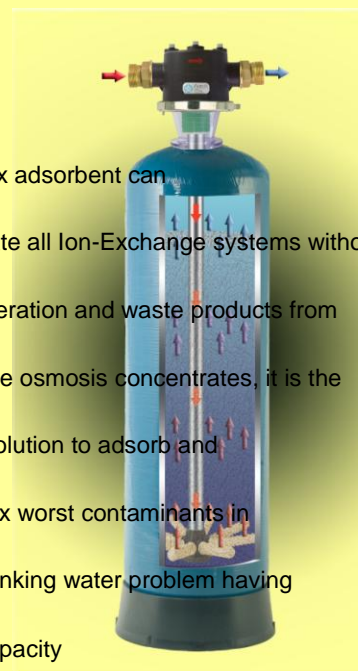 x adsorbent can
te all Ion-Exchange systems witho
eration and waste products from
e osmosis concentrates, it is the
olution to adsorb and
x worst contaminants in
nking water problem having
pacity